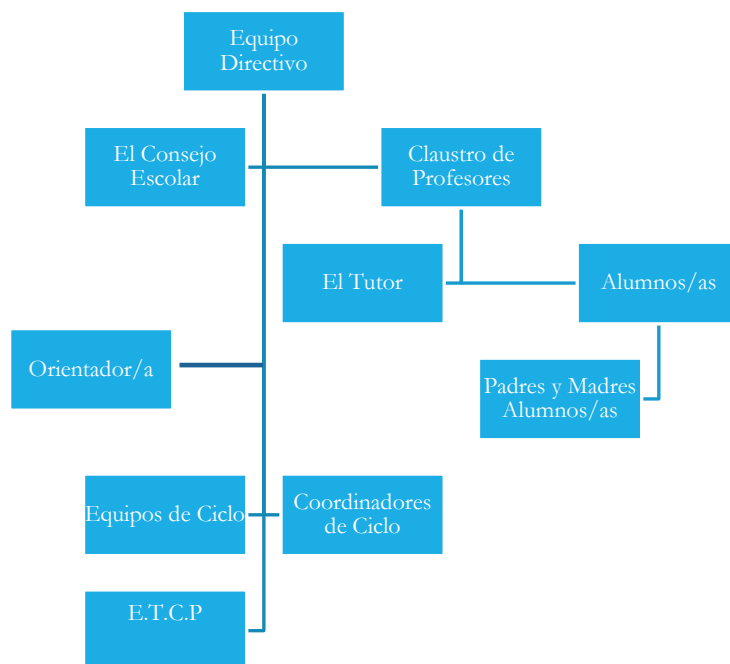 Equipo
Directivo
El Consejo
Escolar
Claustro de
Profesores
El Tutor
Alumnos/as
Orientador/a
Padres y Madres
Alumnos/as
Equipos de Ciclo
Coordinadores
de Ciclo
E.T.C.P